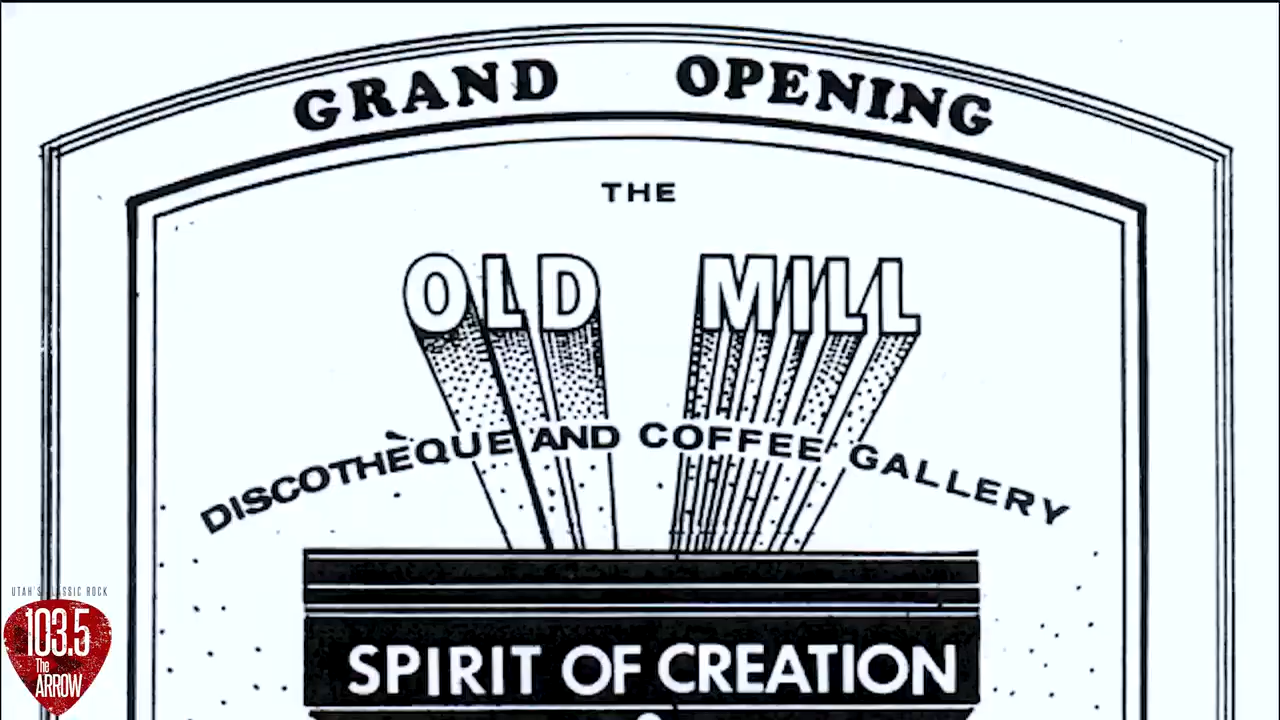 GRAND OPENING
THE
OLD MILL
DISCOTHÈQUE AND COFFEE GALLERY
SPIRIT OF CREATION
UTAH'S CLASSIC ROCK
103.5
The
ARROW